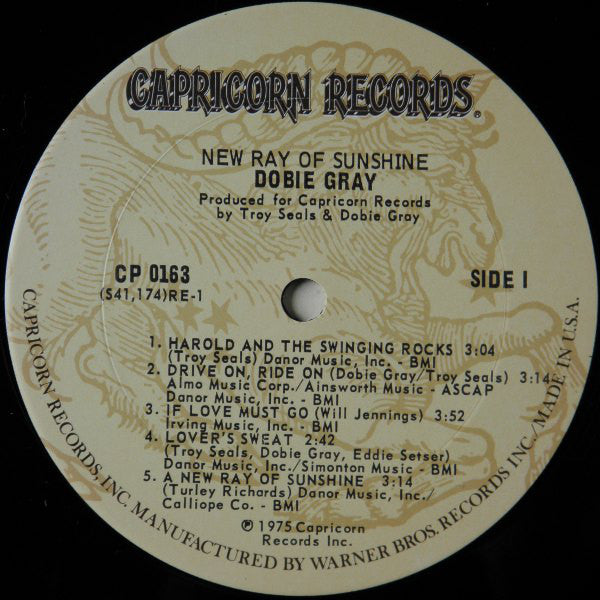 CAPRICORN RECORDS®
NEW RAY OF SUNSHINE
DOBIE GRAY
Produced for Capricorn Records
by Troy Seals & Dobie Gray
CP 0163
(S41,174)RE-1
SIDE I
1. HAROLD AND THE SWINGING ROCKS 3:04
(Troy Seals) Danor Music, Inc. - BMI
2. DRIVE ON, RIDE ON (Dobie Gray/Troy Seals) 3:14
Almo Music Corp./Ainsworth Music - ASCAP
Danor Music, Inc. - BMI
3. IF LOVE MUST GO (Will Jennings) 3:52
Irving Music, Inc. - BMI
4. LOVER'S SWEAT 2:42
(Troy Seals, Dobie Gray, Eddie Setser)
Danor Music, Inc./Simonton Music - BMI
5. A NEW RAY OF SUNSHINE 3:14
(Turley Richards) Danor Music, Inc./
Calliope Co. - BMI
℗ 1975 Capricorn
Records Inc.
CAPRICORN RECORDS, INC. MANUFACTURED BY WARNER BROS. RECORDS INC./MADE IN U.S.A.